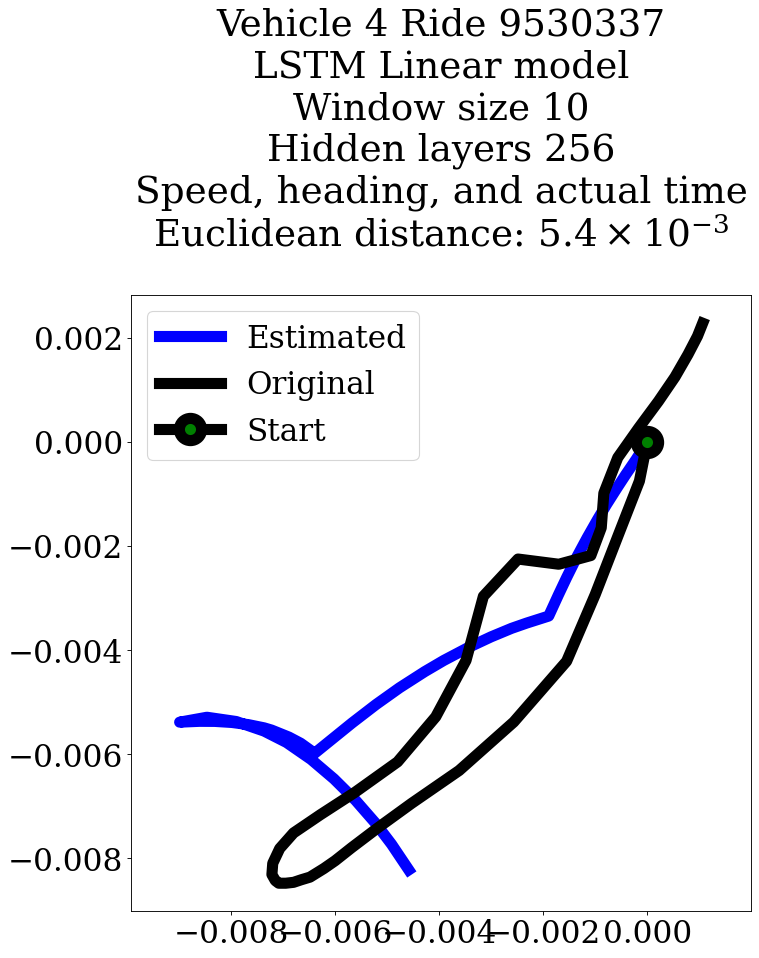 Vehicle 4 Ride 9530337
LSTM Linear model
Window size 10
Hidden layers 256
Speed, heading, and actual time
Euclidean distance: 5.4 × 10⁻³
Estimated
Original
Start
0.002
0.000
−0.002
−0.004
−0.006
−0.008
−0.008 −0.006 −0.004 −0.002 0.000